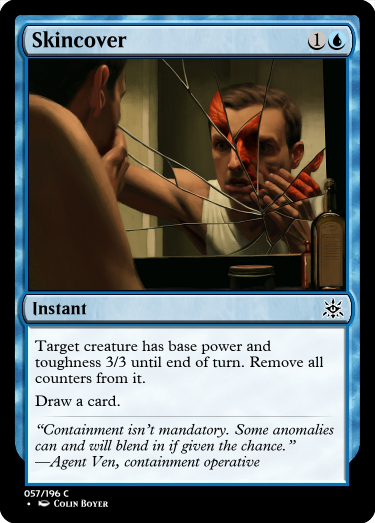 Skincover 1
Instant
Target creature has base power and
toughness 3/3 until end of turn. Remove all
counters from it.
Draw a card.
“Containment isn’t mandatory. Some anomalies
can and will blend in if given the chance.”
—Agent Ven, containment operative
057/196 C
• Colin Boyer